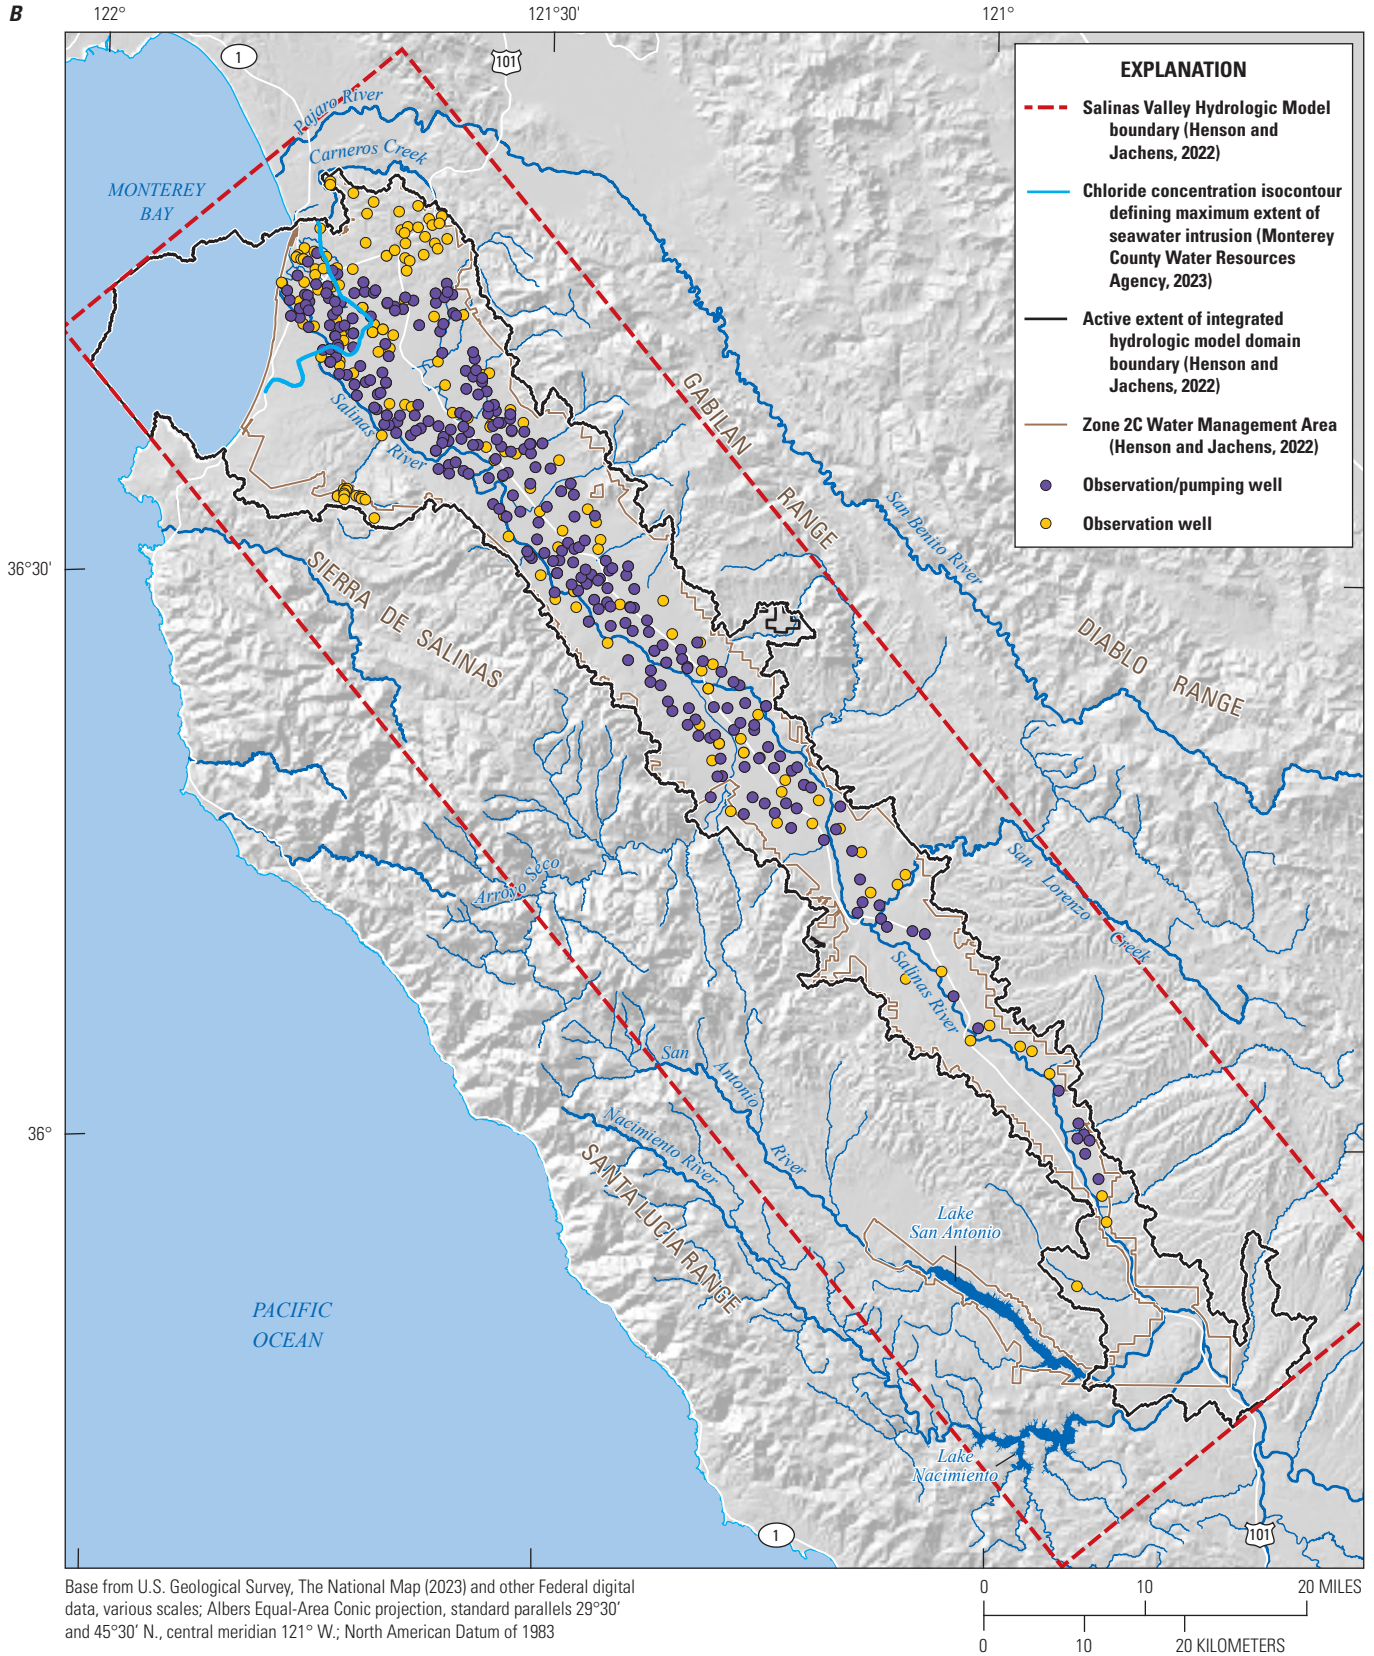 B
122°
121°30'
121°
1
101
EXPLANATION
Salinas Valley Hydrologic Model
boundary (Henson and
Jachens, 2022)
Chloride concentration isocontour
defining maximum extent of
seawater intrusion (Monterey
County Water Resources
Agency, 2023)
Active extent of integrated
hydrologic model domain
boundary (Henson and
Jachens, 2022)
Zone 2C Water Management Area
(Henson and Jachens, 2022)
Observation/pumping well
Observation well
Pajaro River
Carneros Creek
MONTEREY
BAY
GABILAN
RANGE
Salinas
River
San Benito River
36°30'
SIERRA DE SALINAS
DIABLO RANGE
Arroyo Seco
San Lorenzo Creek
Salinas River
San Antonio River
36°
Nacimiento River
SANTA LUCIA RANGE
Lake
San Antonio
PACIFIC
OCEAN
Lake
Nacimiento
1
101
Base from U.S. Geological Survey, The National Map (2023) and other Federal digital
data, various scales; Albers Equal-Area Conic projection, standard parallels 29°30′
and 45°30′ N., central meridian 121° W.; North American Datum of 1983
0 10 20 MILES
0 10 20 KILOMETERS